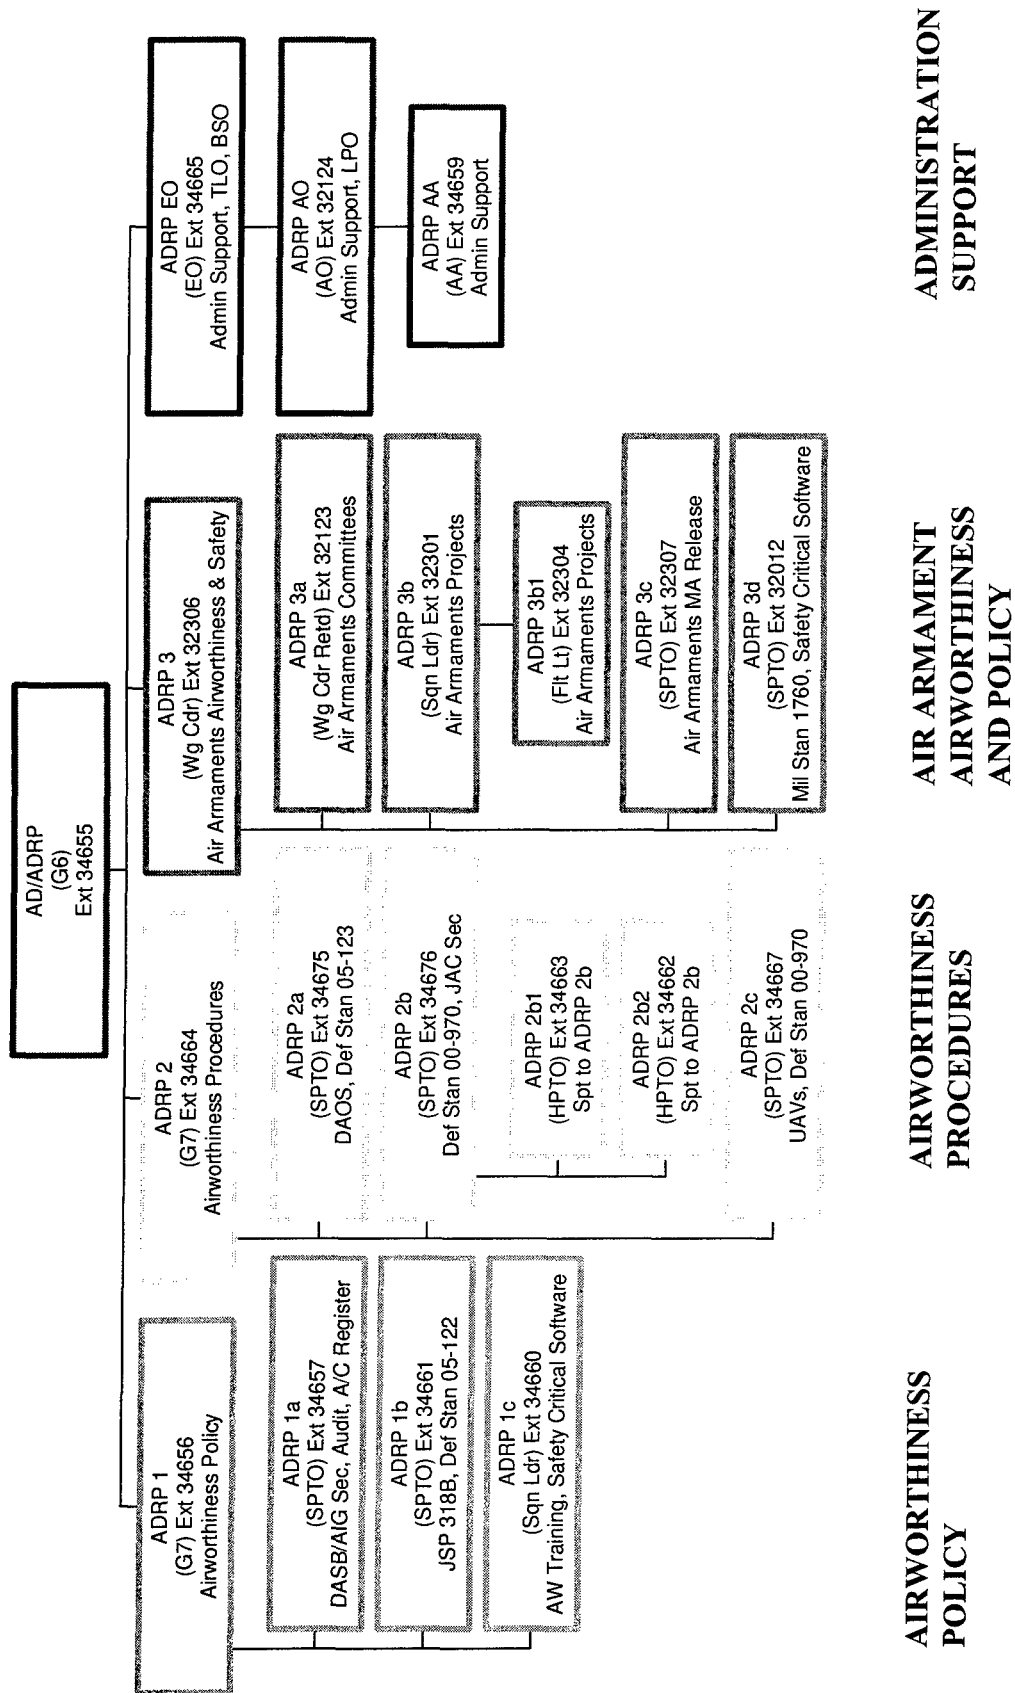 AD/ADRP
(G6)
Ext 34655
ADRP 1
(G7) Ext 34656
Airworthiness Policy
ADRP 1a
(SPTO) Ext 34657
DASB/AIG Sec, Audit, A/C Register
ADRP 1b
(SPTO) Ext 34661
JSP 318B, Def Stan 05-122
ADRP 1c
(Sqn Ldr) Ext 34660
AW Training, Safety Critical Software
AIRWORTHINESS
POLICY
ADRP 2
(G7) Ext 34664
Airworthiness Procedures
ADRP 2a
(SPTO) Ext 34675
DAOS, Def Stan 05-123
ADRP 2b
(SPTO) Ext 34676
Def Stan 00-970, JAC Sec
ADRP 2b1
(HPTO) Ext 34663
Spt to ADRP 2b
ADRP 2b2
(HPTO) Ext 34662
Spt to ADRP 2b
ADRP 2c
(SPTO) Ext 34667
UAVs, Def Stan 00-970
AIRWORTHINESS
PROCEDURES
ADRP 3
(Wg Cdr) Ext 32306
Air Armaments Airworthiness & Safety
ADRP 3a
(Wg Cdr Retd) Ext 32123
Air Armaments Committees
ADRP 3b
(Sqn Ldr) Ext 32301
Air Armaments Projects
ADRP 3b1
(Flt Lt) Ext 32304
Air Armaments Projects
ADRP 3c
(SPTO) Ext 32307
Air Armaments MA Release
ADRP 3d
(SPTO) Ext 32012
Mil Stan 1760, Safety Critical Software
AIR ARMAMENT
AIRWORTHINESS
AND POLICY
ADRP EO
(EO) Ext 34665
Admin Support, TLO, BSO
ADRP AO
(AO) Ext 32124
Admin Support, LPO
ADRP AA
(AA) Ext 34659
Admin Support
ADMINISTRATION
SUPPORT